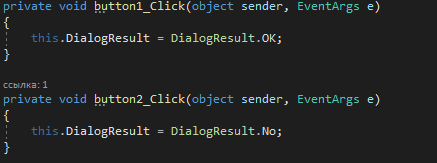 private void button1_Click(object sender, EventArgs e)
{
this.DialogResult = DialogResult.OK;
}
ссылка: 1
private void button2_Click(object sender, EventArgs e)
{
this.DialogResult = DialogResult.No;
}